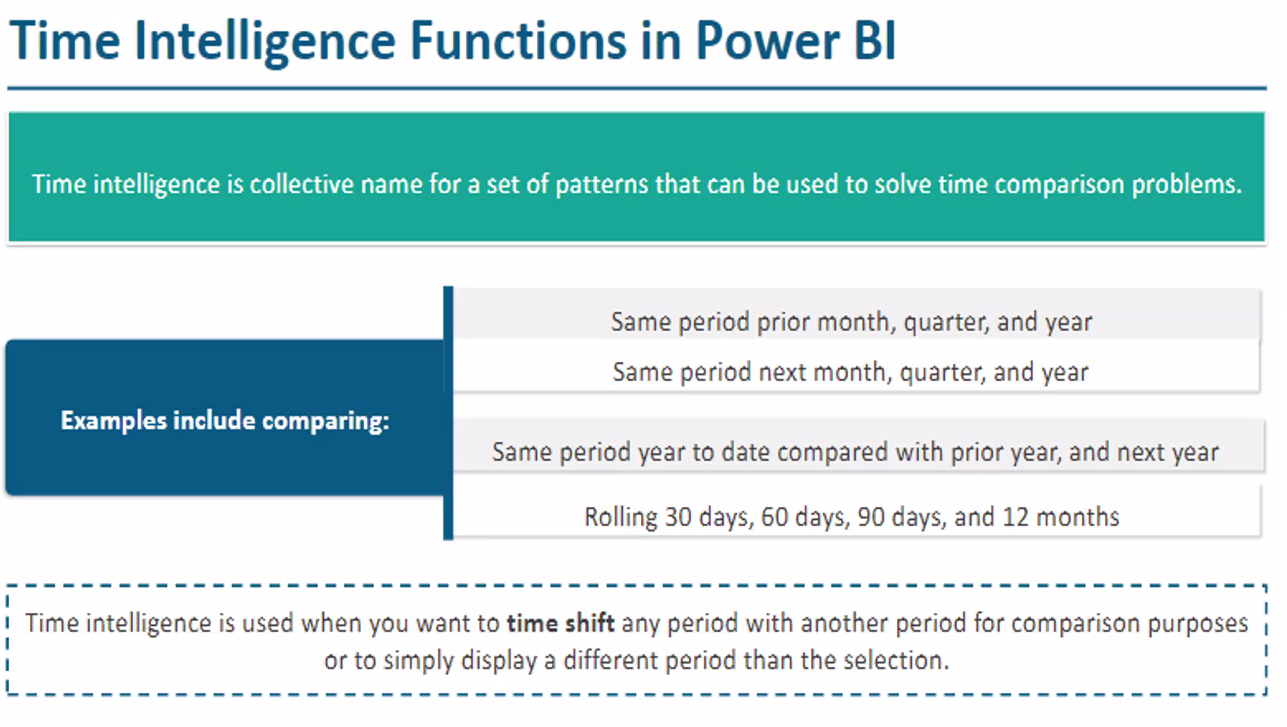 Time Intelligence Functions in Power BI
Time intelligence is collective name for a set of patterns that can be used to solve time comparison problems.
Examples include comparing:
Same period prior month, quarter, and year
Same period next month, quarter, and year
Same period year to date compared with prior year, and next year
Rolling 30 days, 60 days, 90 days, and 12 months
Time intelligence is used when you want to time shift any period with another period for comparison purposes
or to simply display a different period than the selection.